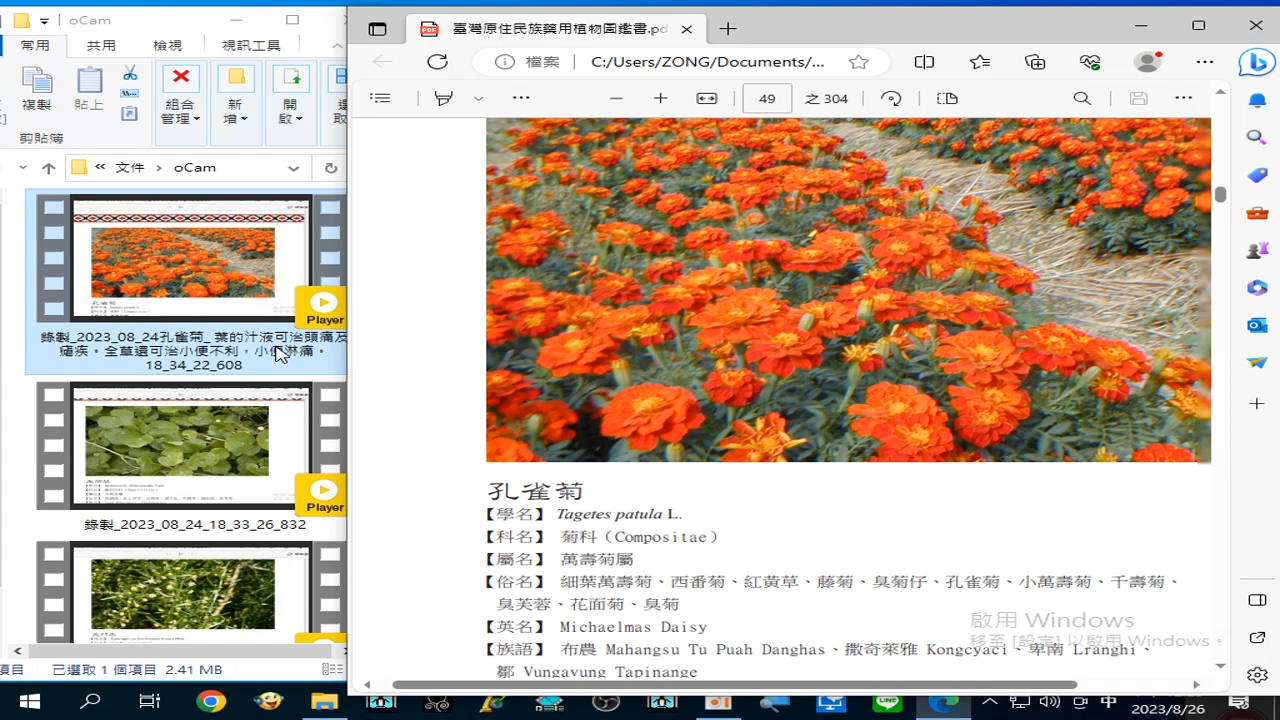 oCam
常用 共用 檢視 視訊工具
複製 貼上 組合管理 新增 開啟
剪貼簿
文件 oCam
Player
錄製_2023_08_24孔雀菊_ 葉的汁液可治頭痛及
瘧疾。全草還可治小便不利，小便淋痛。
18_34_22_608
Player
錄製_2023_08_24_18_33_26_832
已選取 1 個項目 2.41 MB
臺灣原住民族藥用植物圖鑑書.pd
檔案 C:/Users/ZONG/Documents/...
49 之 304
孔雀菊
【學名】 Tagetes patula L.
【科名】 菊科（Compositae）
【屬名】 萬壽菊屬
【俗名】 細葉萬壽菊、西番菊、紅黃草、藤菊、臭菊仔、孔雀菊、小萬壽菊、千壽菊、
臭芙蓉、花面菊、臭菊
【英名】 Michaelmas Daisy
【族語】 布農 Mahangsu Tu Puah Danghas、撒奇萊雅 Kongcyaci、卑南 Lranghi、
鄒 Vungavung Tapinange
啟用 Windows
移至 [設定] 以啟用 Windows。
中
2023/8/26